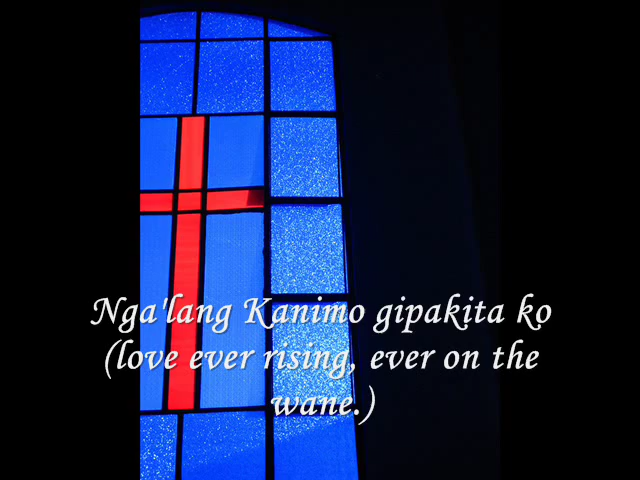 Nga'lang Kanimo gipakita ko
(love ever rising, ever on the
wane.)